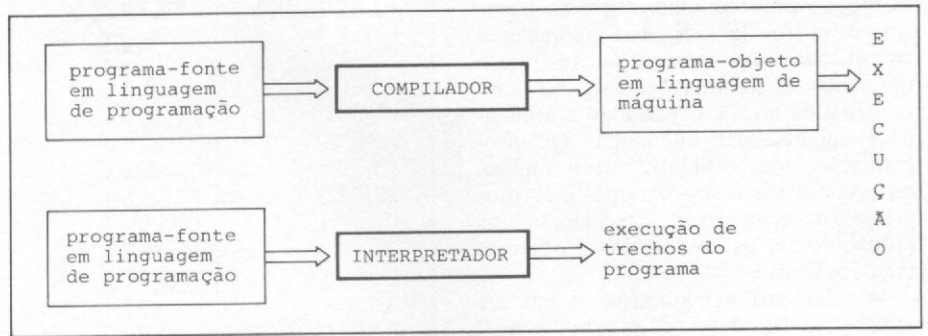 programa-fonte
em linguagem
de programação
COMPILADOR
programa-objeto
em linguagem de
máquina
E
X
E
C
U
Ç
Ã
O
programa-fonte
em linguagem
de programação
INTERPRETADOR
execução de
trechos do
programa